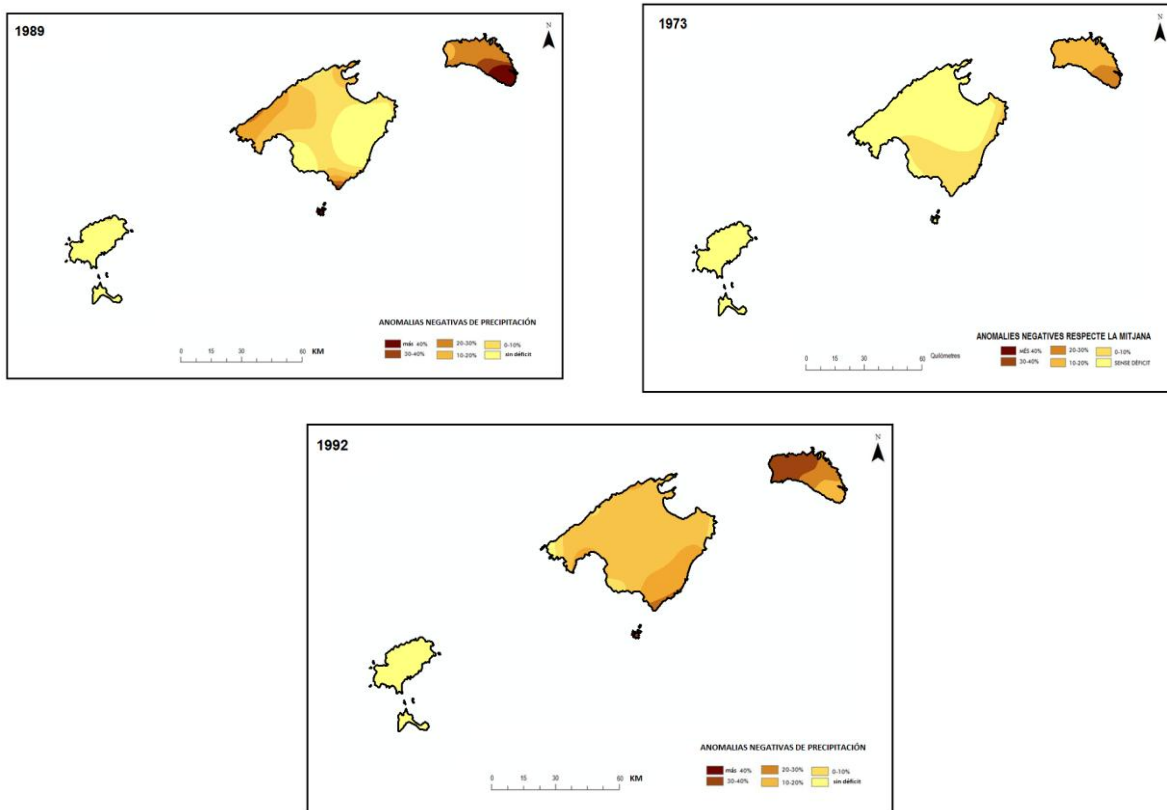 1989
N
ANOMALIAS NEGATIVAS DE PRECIPITACIÓN
más 40% 20-30% 0-10%
30-40% 10-20% sin déficit
0 15 30 60 KM
1973
N
ANOMALIES NEGATIVES RESPECTE LA MITJANA
MÉS 40% 20-30% 0-10%
30-40% 10-20% SENSE DÈFICIT
0 15 30 60 Quilómetres
1992
N
ANOMALIAS NEGATIVAS DE PRECIPITACIÓN
más 40% 20-30% 0-10%
30-40% 10-20% sin déficit
0 15 30 60 KM